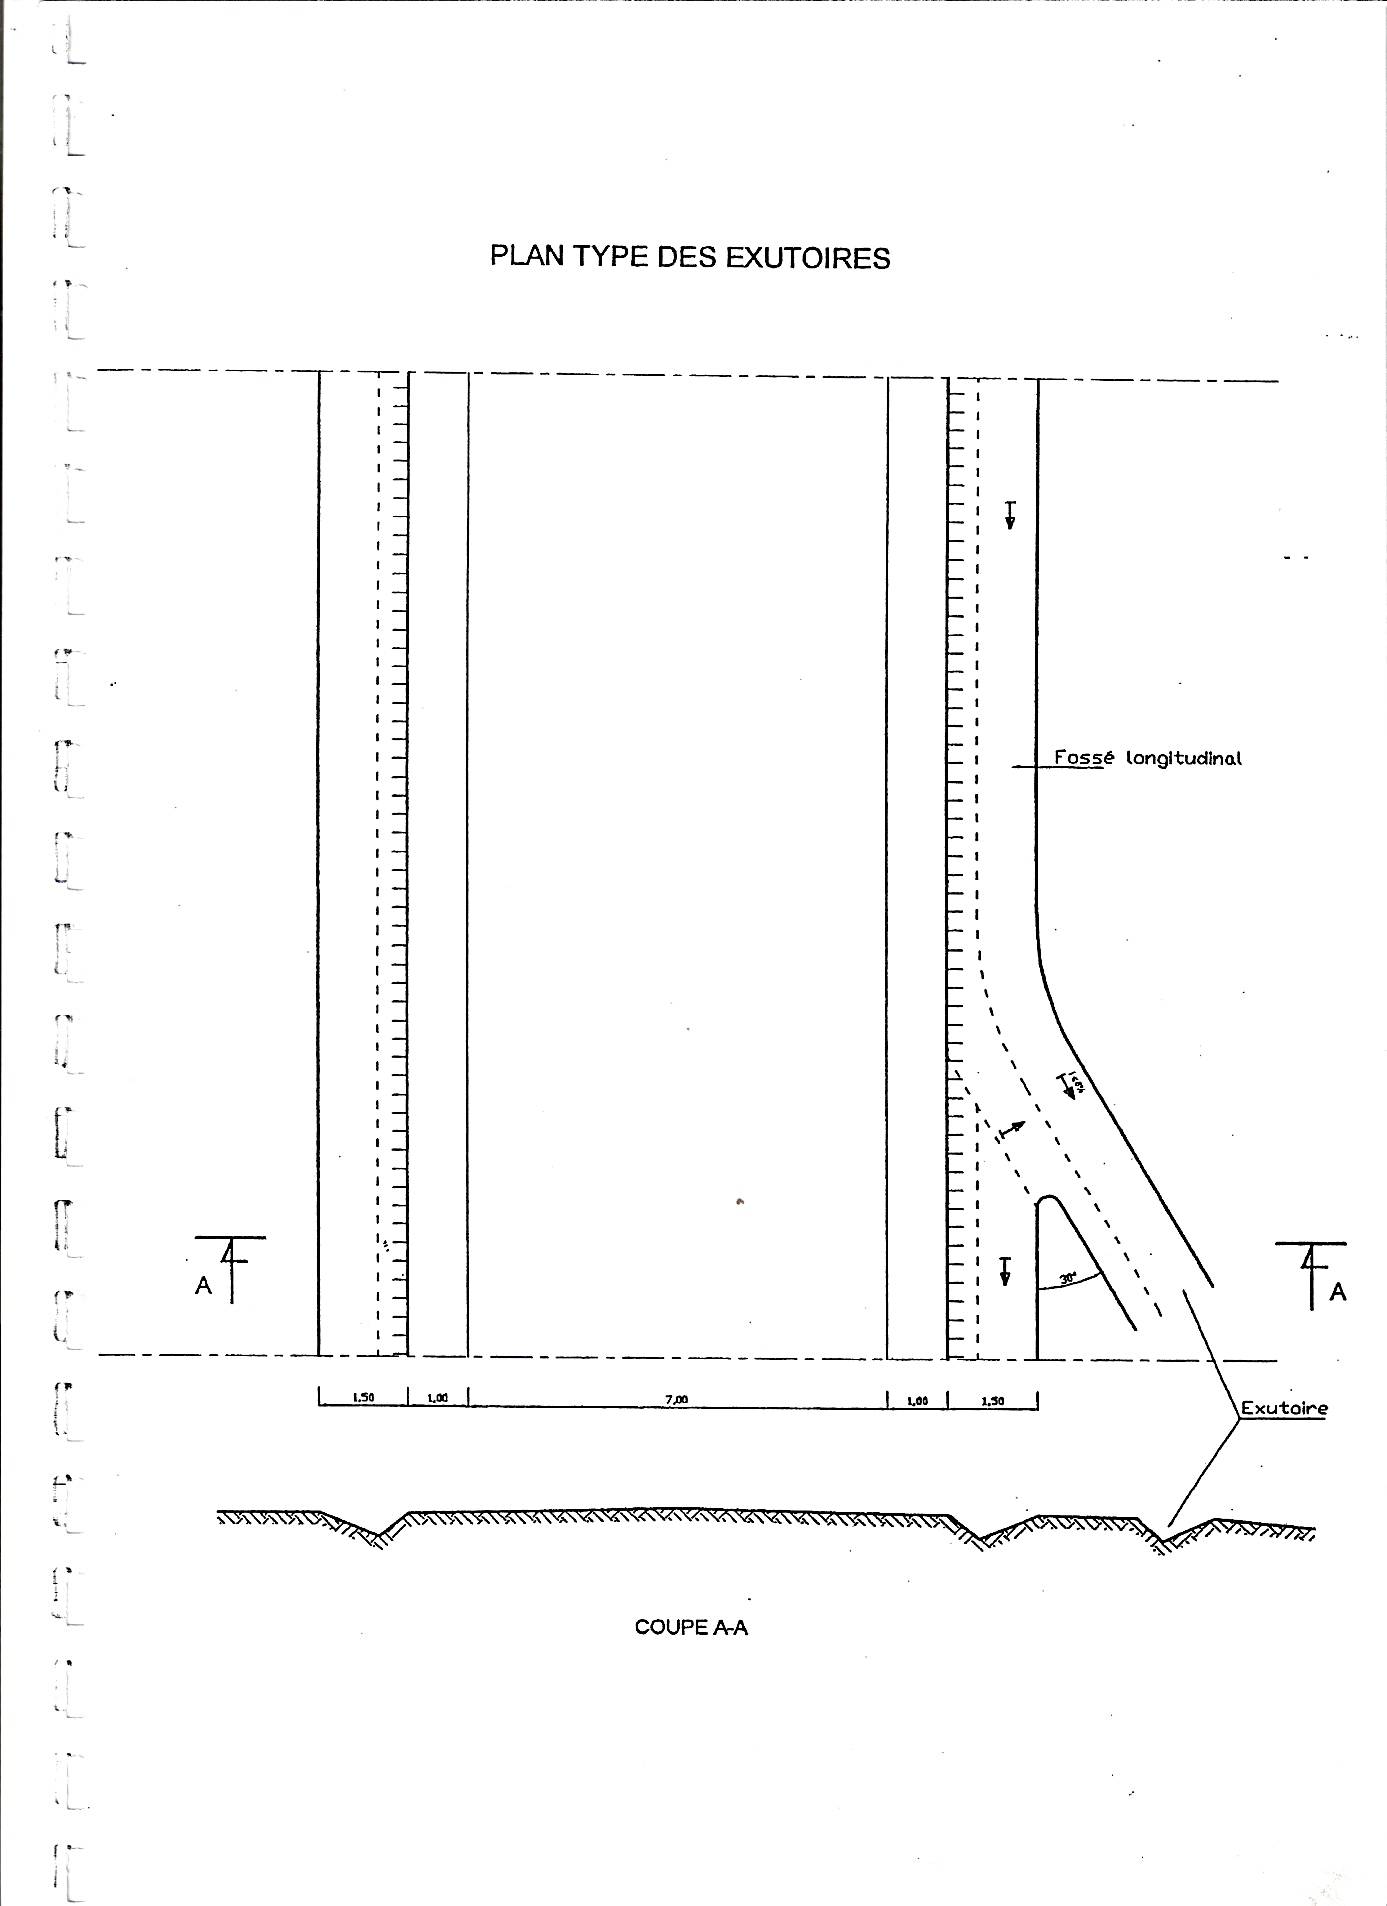 PLAN TYPE DES EXUTOIRES
Fossé longitudinal
30°
A
A
1,50
1,00
7,00
1,00
1,50
Exutoire
COUPE A-A